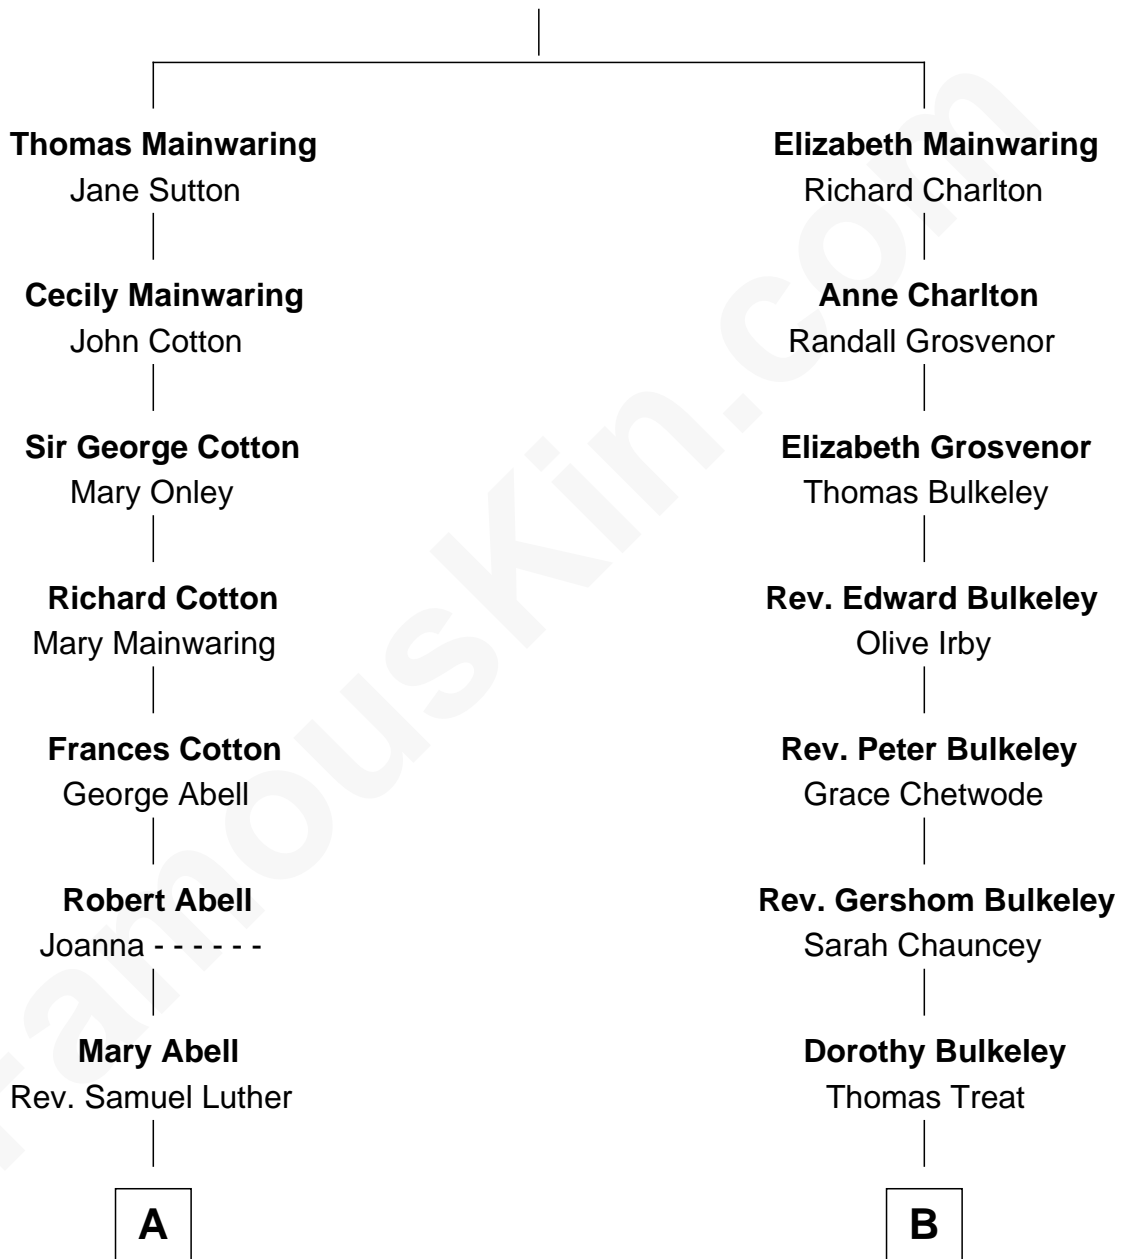 Thomas Mainwaring
Jane Sutton
Cecily Mainwaring
John Cotton
Sir George Cotton
Mary Onley
Richard Cotton
Mary Mainwaring
Frances Cotton
George Abell
Robert Abell
Joanna - - - - - -
Mary Abell
Rev. Samuel Luther
A
Elizabeth Mainwaring
Richard Charlton
Anne Charlton
Randall Grosvenor
Elizabeth Grosvenor
Thomas Bulkeley
Rev. Edward Bulkeley
Olive Irby
Rev. Peter Bulkeley
Grace Chetwode
Rev. Gershom Bulkeley
Sarah Chauncey
Dorothy Bulkeley
Thomas Treat
B
FamousKin.com